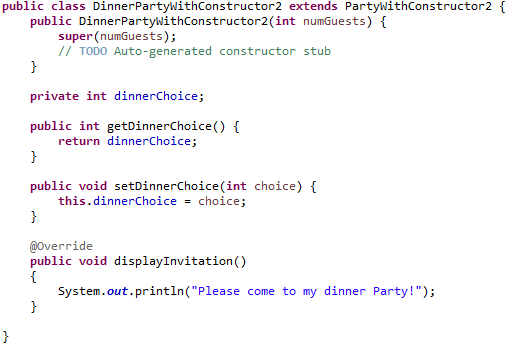 public class DinnerPartyWithConstructor2 extends PartyWithConstructor2 {
    public DinnerPartyWithConstructor2(int numGuests) {
        super(numGuests);
        // TODO Auto-generated constructor stub
    }

    private int dinnerChoice;

    public int getDinnerChoice() {
        return dinnerChoice;
    }

    public void setDinnerChoice(int choice) {
        this.dinnerChoice = choice;
    }

    @Override
    public void displayInvitation()
    {
        System.out.println("Please come to my dinner Party!");
    }

}